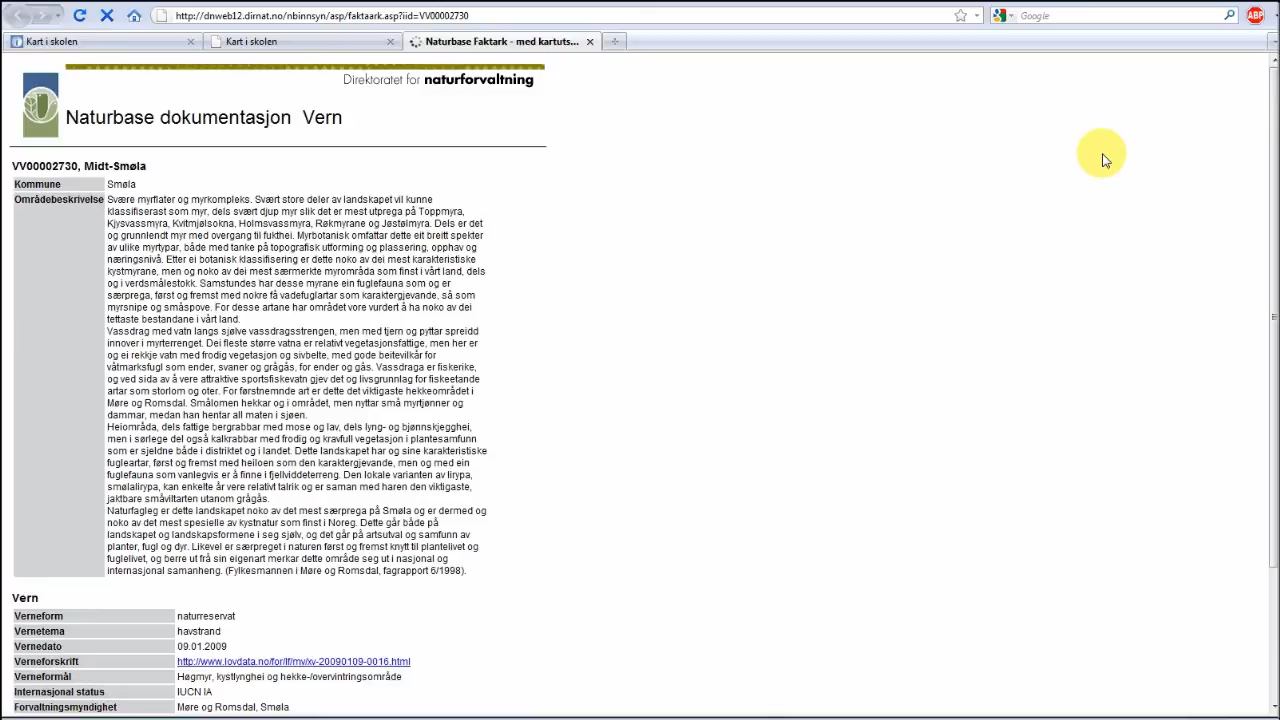 http://dnweb12.dirnat.no/nbinnsyn/asp/faktaark.asp?iid=VV00002730
Google
ABP
Kart i skolen
Kart i skolen
Naturbase Faktark - med kartuts...
Direktoratet for naturforvaltning
Naturbase dokumentasjon Vern
VV00002730, Midt-Smøla
Kommune Smøla
Områdebeskrivelse Svære myrflater og myrkompleks. Svært store deler av landskapet vil kunne
klassifiserast som myr, dels svært djup myr slik det er mest utprega på Toppmyra,
Kjysvassmyra, Kvitmjølsokna, Holmsvassmyra, Røkmyrane og Jøstølmyra. Dels er det
og grunnlendt myr med overgang til fukthei. Myrbotanisk omfattar dette eit breitt spekter
av ulike myrtypar, både med tanke på topografisk utforming og plassering, opphav og
næringsnivå. Etter ei botanisk klassifisering er dette noko av dei mest karakteristiske
kystmyrane, men og noko av dei mest særmerkte myrområda som finst i vårt land, dels
og i verdsmålestokk. Samstundes har desse myrane ein fuglefauna som og er
særprega, først og fremst med nokre få vadefuglartar som karaktergjevande, så som
myrsnipe og småspove. For desse artane har området vore vurdert å ha noko av dei
tettaste bestandane i vårt land.
Vassdrag med vatn langs sjølve vassdragsstrengen, men med tjern og pyttar spreidd
innover i myrterrenget. Dei fleste større vatna er relativt vegetasjonsfattige, men her er
og ei rekkje vatn med frodig vegetasjon og sivbelte, med gode beitevilkår for
våtmarksfugl som ender, svaner og grågås, for ender og gås. Vassdraga er fiskerike,
og ved sida av å vere attraktive sportsfiskevatn gjev det og livsgrunnlag for fiskeetande
artar som storlom og oter. For førstnemnde art er dette det viktigaste hekkeområdet i
Møre og Romsdal. Smålomen hekkar og i området, men nyttar små myrtjønner og
dammar, medan han hentar all maten i sjøen.
Heiområda, dels fattige bergrabbar med mose og lav, dels lyng- og bjønnskjegghei,
men i sørlege del også kalkrabbar med frodig og kravfull vegetasjon i plantesamfunn
som er sjeldne både i distriktet og i landet. Dette landskapet har og sine karakteristiske
fugleartar, først og fremst med heiloen som den karaktergjevande, men og med ein
fuglefauna som vanlegvis er å finne i fjellviddeterreng. Den lokale varianten av lirypa,
smølalirypa, kan enkelte år vere relativt talrik og er saman med haren den viktigaste,
jaktbare småviltarten utanom grågås.
Naturfagleg er dette landskapet noko av det mest særprega på Smøla og er dermed og
noko av det mest spesielle av kystnatur som finst i Noreg. Dette går både på
landskapet og landskapsformene i seg sjølv, og det går på artsutval og samfunn av
planter, fugl og dyr. Likevel er særpreget i naturen først og fremst knytt til plantelivet og
fuglelivet, og berre ut frå sin eigenart merkar dette område seg ut i nasjonal og
internasjonal samanheng. (Fylkesmannen i Møre og Romsdal, fagrapport 6/1998).
Vern
Verneform naturreservat
Vernetema havstrand
Vernedato 09.01.2009
Verneforskrift http://www.lovdata.no/for/lf/mv/xv-20090109-0016.html
Verneformål Høgmyr, kystlynghei og hekke-/overvintringsområde
Internasjonal status IUCN IA
Forvaltningsmyndighet Møre og Romsdal, Smøla